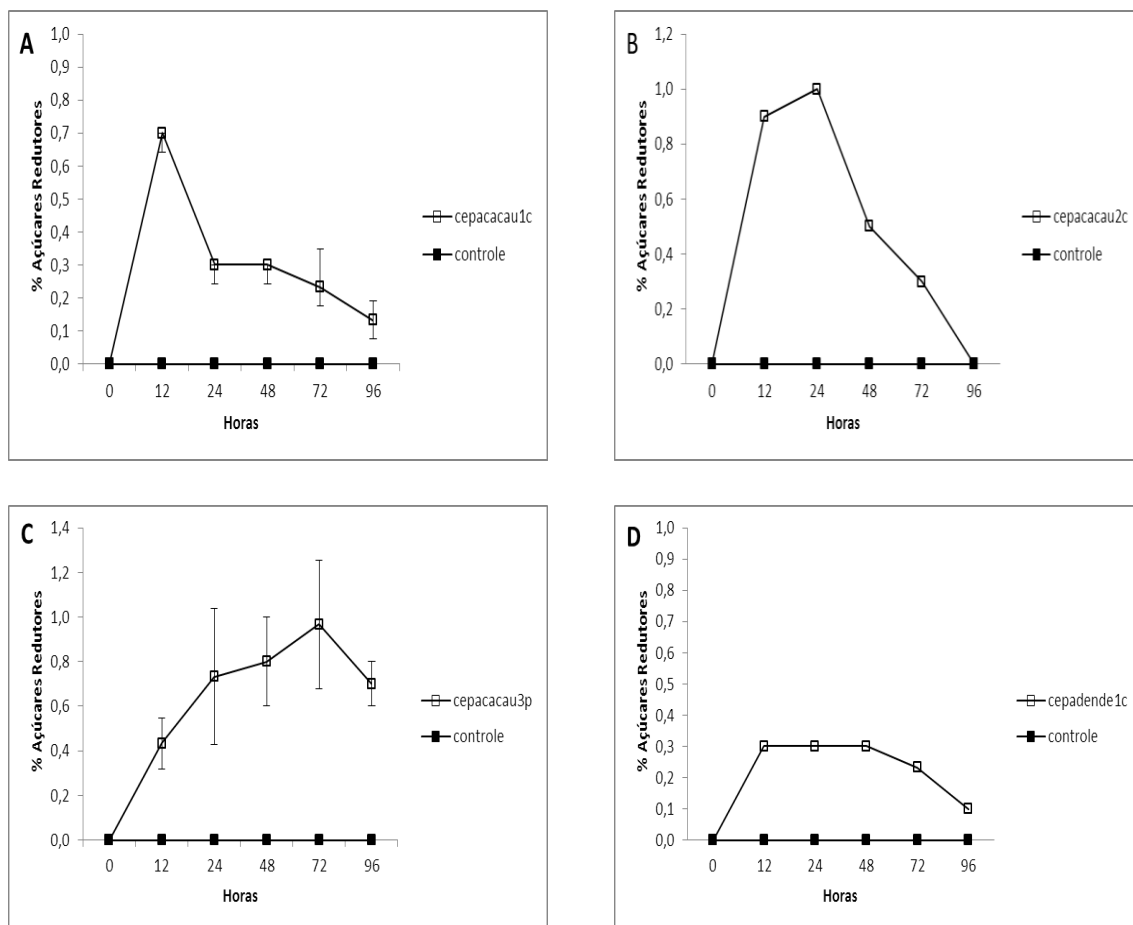 A
% Açúcares Redutores
1,0
0,9
0,8
0,7
0,6
0,5
0,4
0,3
0,2
0,1
0,0
0 12 24 48 72 96
Horas
cepacacau1c
controle
B
% Açúcares Redutores
1,2
1,0
0,8
0,6
0,4
0,2
0,0
0 12 24 48 72 96
Horas
cepacacau2c
controle
C
% Açúcares Redutores
1,4
1,2
1,0
0,8
0,6
0,4
0,2
0,0
0 12 24 48 72 96
Horas
cepacacau3p
controle
D
% Açúcares Redutores
1,0
0,9
0,8
0,7
0,6
0,5
0,4
0,3
0,2
0,1
0,0
0 12 24 48 72 96
Horas
cepadende1c
controle